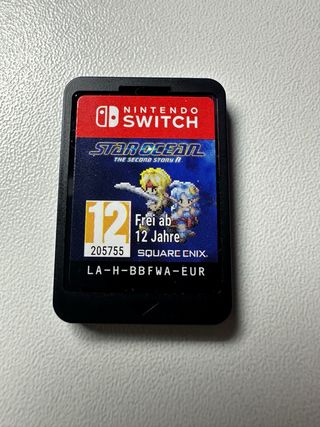 NINTENDO
SWITCH
STAR OCEAN
THE SECOND STORY R
12
Frei ab
12 Jahre
205755
SQUARE ENIX
LA-H-BBFWA-EUR